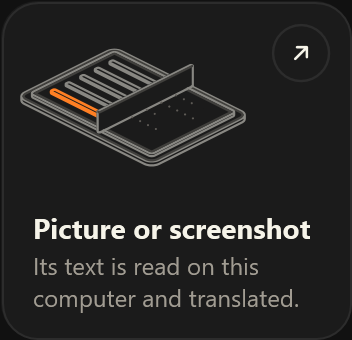 Picture or screenshot
Its text is read on this
computer and translated.